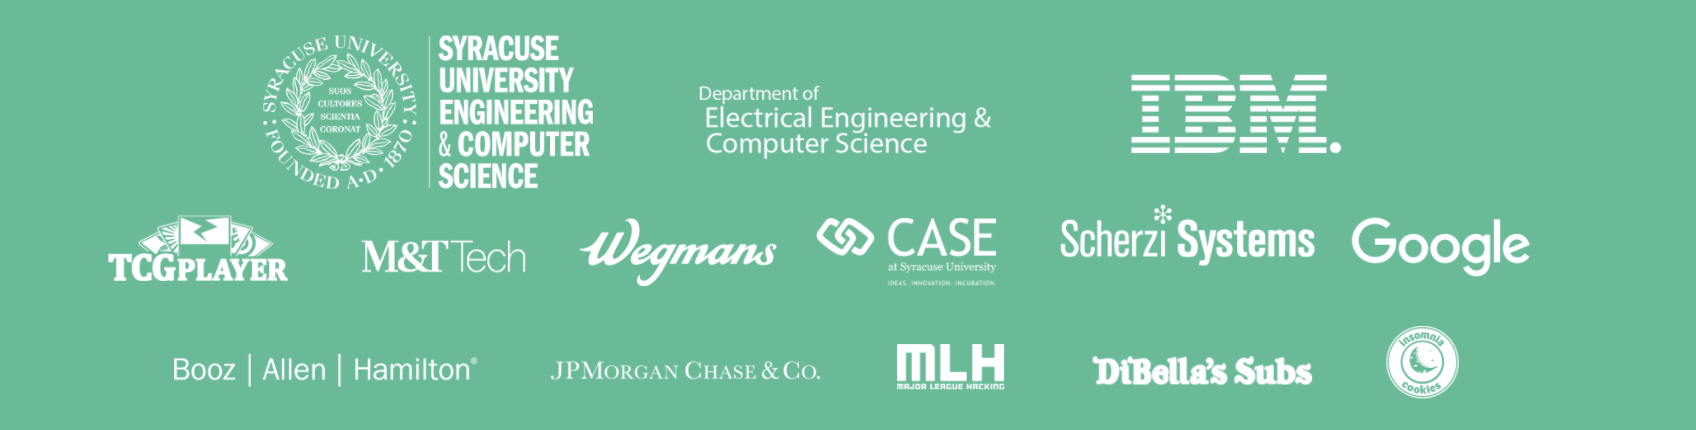 SYRACUSE UNIVERSITY · FOUNDED A·D· 1870 ·
SUOS
CULTORES
SCIENTIA
CORONAT
SYRACUSE
UNIVERSITY
ENGINEERING
& COMPUTER
SCIENCE
Department of
Electrical Engineering &
Computer Science
IBM.
TCGPLAYER
M&T Tech
Wegmans
CASE
at Syracuse University
IDEAS. INNOVATION. INCUBATION.
Scherzi Systems
Google
Booz | Allen | Hamilton®
JPMORGAN CHASE & CO.
MLH
MAJOR LEAGUE HACKING
DiBella's Subs
insomnia
cookies